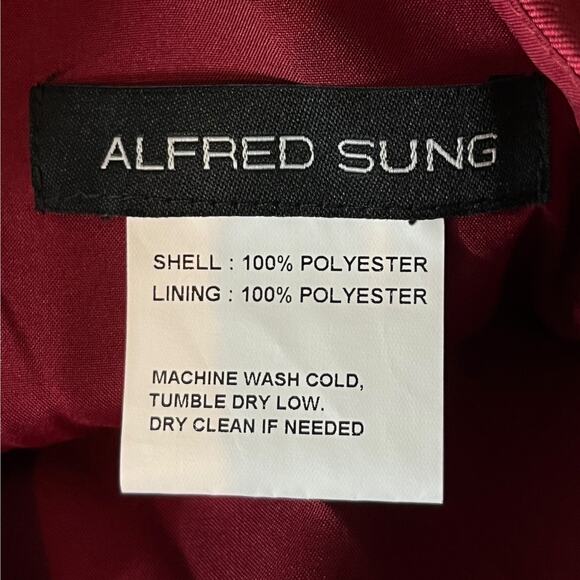 ALFRED SUNG
SHELL : 100% POLYESTER
LINING : 100% POLYESTER
MACHINE WASH COLD,
TUMBLE DRY LOW.
DRY CLEAN IF NEEDED